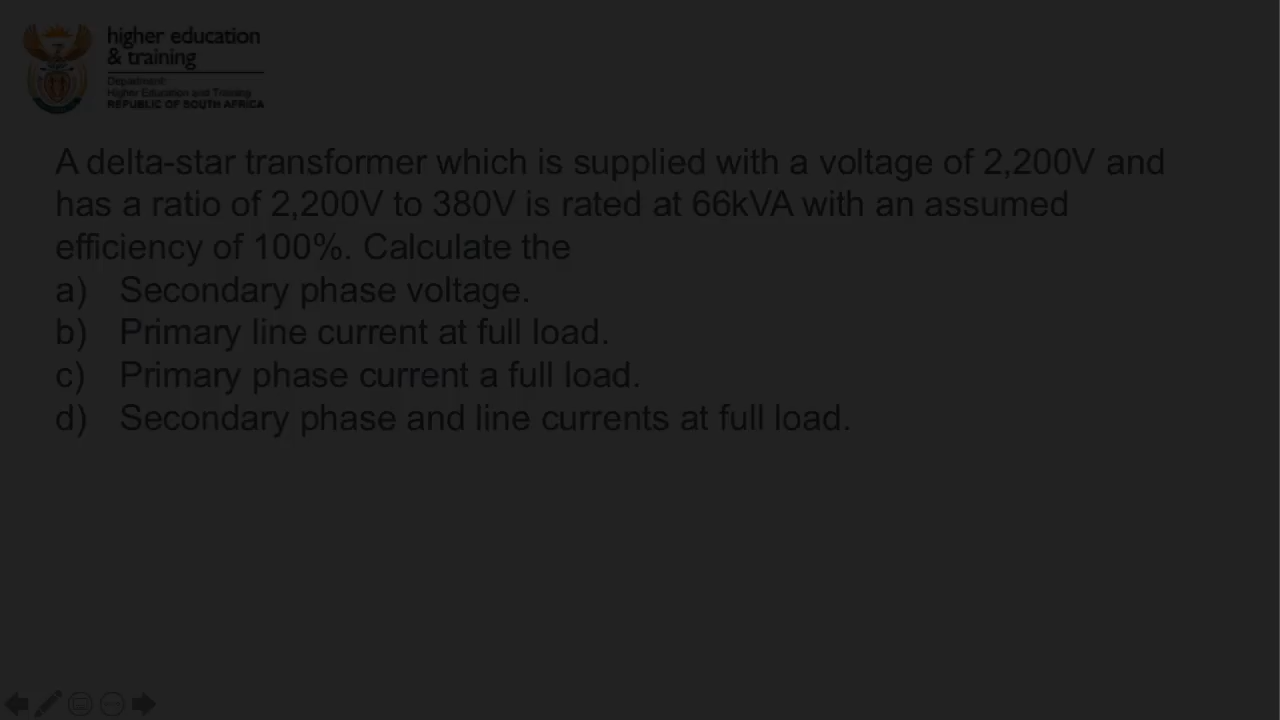 higher education
& training
Department:
Higher Education and Training
REPUBLIC OF SOUTH AFRICA
A delta-star transformer which is supplied with a voltage of 2,200V and
has a ratio of 2,200V to 380V is rated at 66kVA with an assumed
efficiency of 100%. Calculate the
a) Secondary phase voltage.
b) Primary line current at full load.
c) Primary phase current a full load.
d) Secondary phase and line currents at full load.